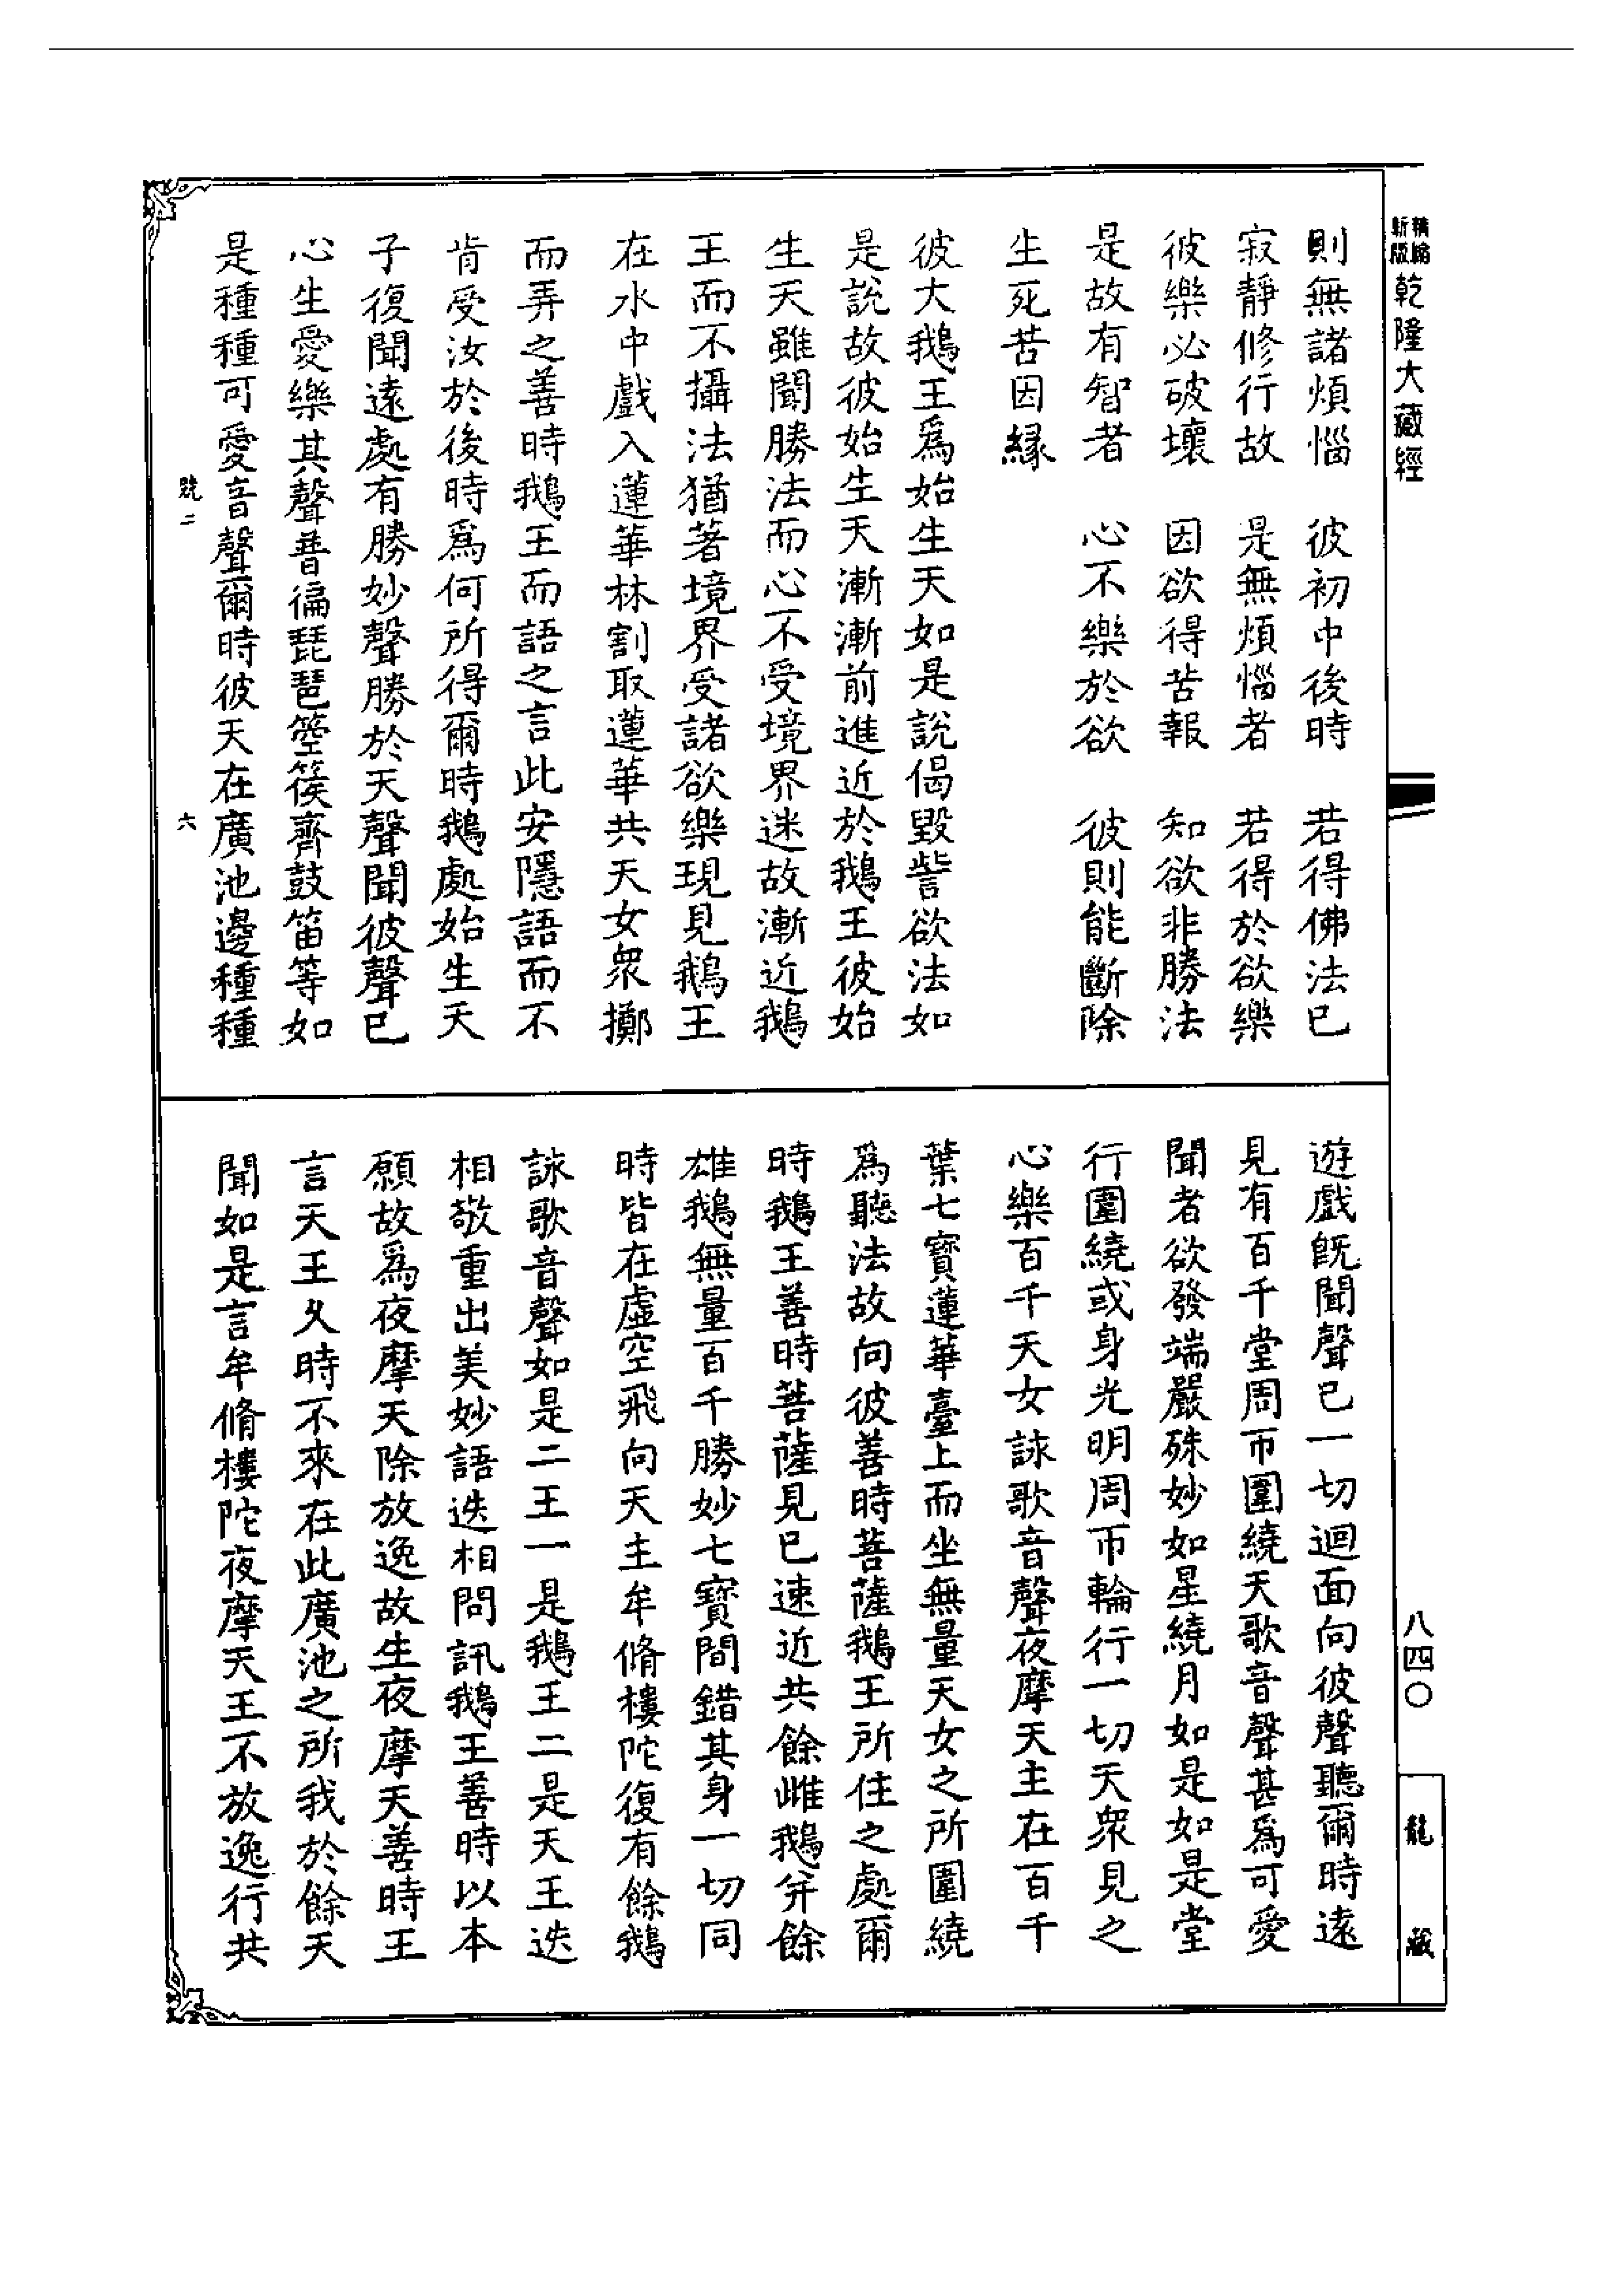 精縮
新版
乾隆大藏經
則無諸煩惱　彼初中後時　若得佛法已
寂靜修行故　是無煩惱者　若得於欲樂
彼樂必破壞　因欲得苦報　知欲非勝法
是故有智者　心不樂於欲　彼則能斷除
生死苦因緣
彼大鵝王爲始生天如是說偈毀訾欲法如
是說故彼始生天漸漸前進近於鵝王彼始
生天雖聞勝法而心不受境界迷故漸近鵝
王而不攝法猶著境界受諸欲樂現見鵝王
在水中戲入蓮華林割取蓮華共天女眾擲
而弄之善時鵝王而語之言此安隱語而不
肯受汝於後時爲何所得爾時鵝處始生天
子復聞遠處有勝妙聲勝於天聲聞彼聲已
心生愛樂其聲普徧琵琶箜篌齊鼓笛等如
是種種可愛音聲爾時彼天在廣池邊種種
號二
六
遊戲既聞聲已一切迴面向彼聲聽爾時遠
見有百千堂周帀圍繞天歌音聲甚爲可愛
聞者欲發端嚴殊妙如星繞月如是如是堂
行圍繞或身光明周帀輪行一切天眾見之
心樂百千天女詠歌音聲夜摩天主在百千
葉七寶蓮華臺上而坐無量天女之所圍繞
爲聽法故向彼善時菩薩鵝王所住之處爾
時鵝王善時菩薩見已速近共餘雌鵝并餘
雄鵝無量百千勝妙七寶間錯其身一切同
時皆在虛空飛向天主牟脩樓陀復有餘鵝
詠歌音聲如是二王一是鵝王二是天王迭
相敬重出美妙語迭相問訊鵝王善時以本
願故爲夜摩天除放逸故生夜摩天善時王
言天王久時不來在此廣池之所我於餘天
聞如是言牟脩樓陀夜摩天王不放逸行共
八四〇
龍藏